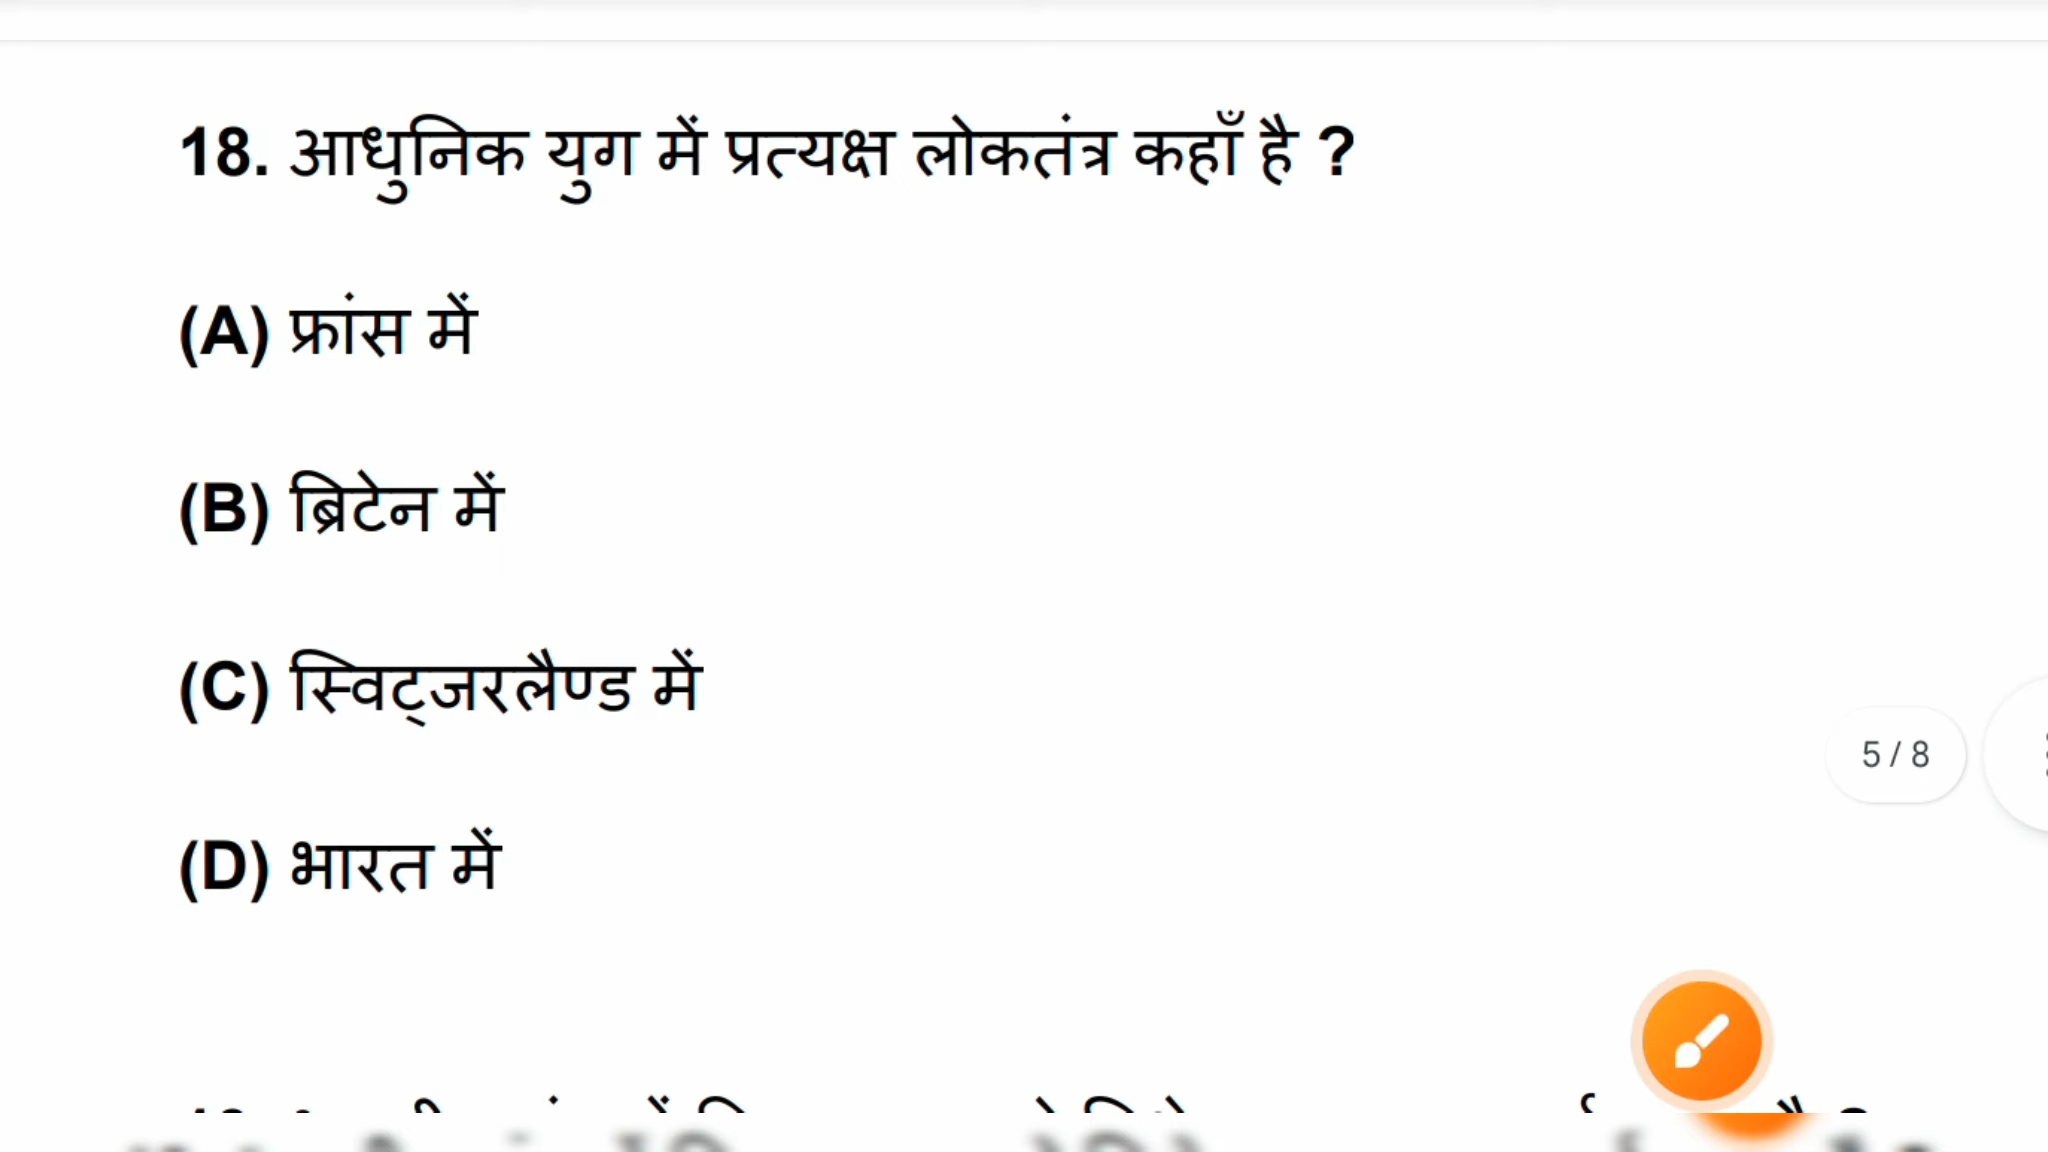 18. आधुनिक युग में प्रत्यक्ष लोकतंत्र कहाँ है ?
(A) फ्रांस में
(B) ब्रिटेन में
(C) स्विट्जरलैण्ड में
5 / 8
(D) भारत में